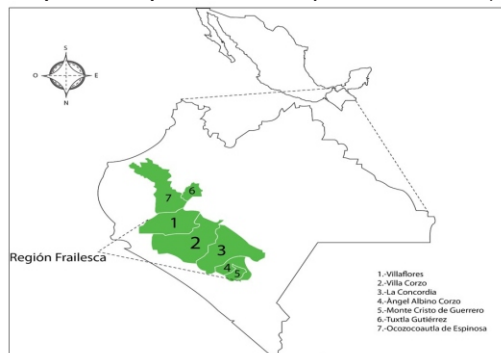 S
O E
N
6
7
1
2
3
4
5
Región Frailesca
1.-Villaflores
2.-Villa Corzo
3.-La Concordia
4.-Ángel Albino Corzo
5.-Monte Cristo de Guerrero
6.-Tuxtla Gutiérrez
7.-Ocozocoautla de Espinosa